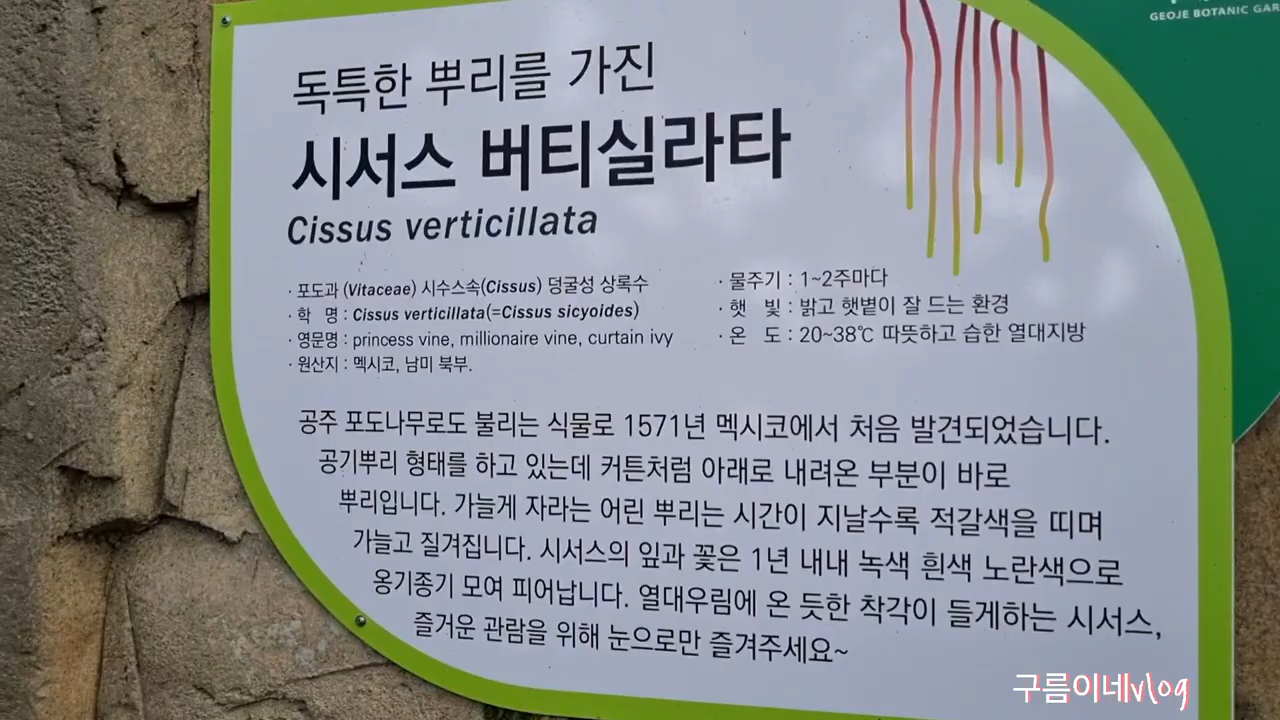 GEOJE BOTANIC GAR
독특한 뿌리를 가진
시서스 버티실라타
Cissus verticillata
· 포도과 (Vitaceae) 시수스속(Cissus) 덩굴성 상록수
· 학 명 : Cissus verticillata(=Cissus sicyoides)
· 영문명 : princess vine, millionaire vine, curtain ivy
· 원산지 : 멕시코, 남미 북부.
· 물주기 : 1~2주마다
· 햇 빛 : 밝고 햇볕이 잘 드는 환경
· 온 도 : 20~38℃ 따뜻하고 습한 열대지방
공주 포도나무로도 불리는 식물로 1571년 멕시코에서 처음 발견되었습니다.
공기뿌리 형태를 하고 있는데 커튼처럼 아래로 내려온 부분이 바로
뿌리입니다. 가늘게 자라는 어린 뿌리는 시간이 지날수록 적갈색을 띠며
가늘고 질겨집니다. 시서스의 잎과 꽃은 1년 내내 녹색 흰색 노란색으로
옹기종기 모여 피어납니다. 열대우림에 온 듯한 착각이 들게하는 시서스,
즐거운 관람을 위해 눈으로만 즐겨주세요~
구름이네vlog